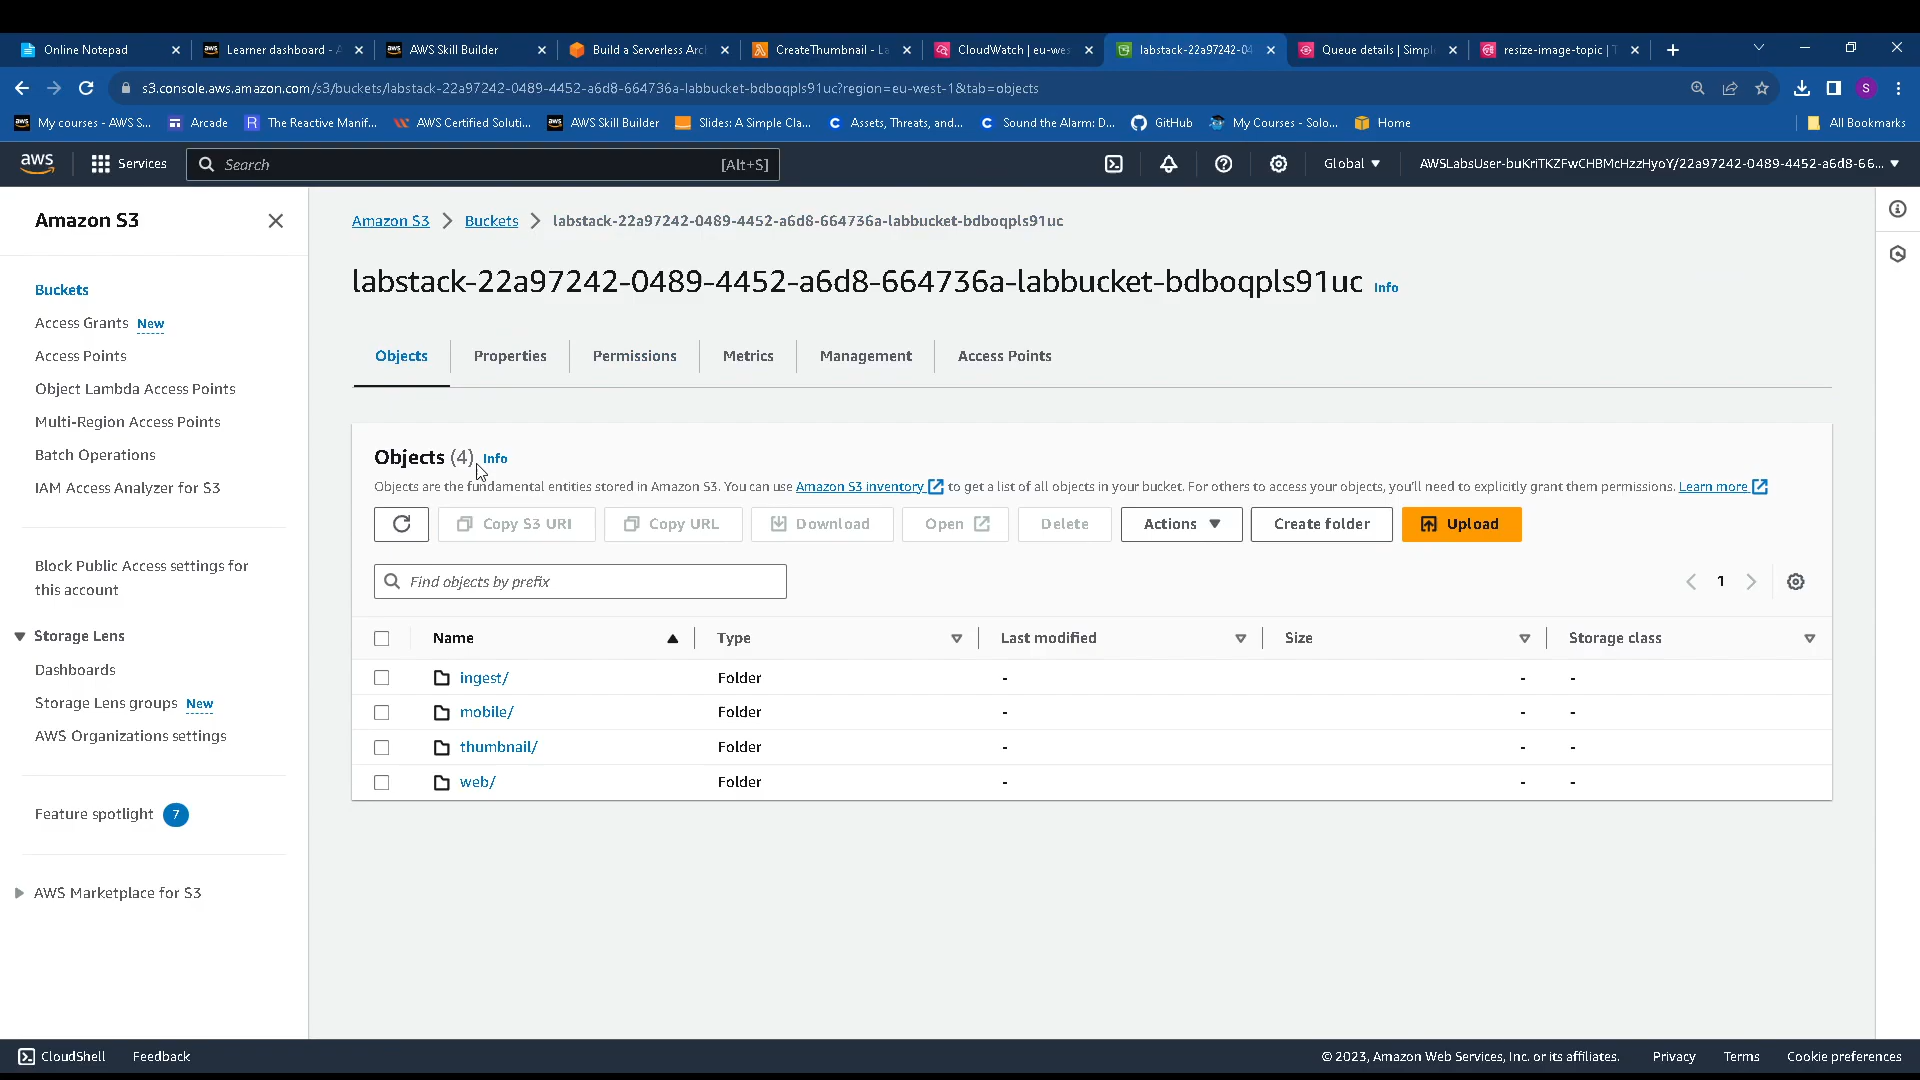 Online Notepad
Learner dashboard - A
AWS Skill Builder
Build a Serverless Arc
CreateThumbnail - La
CloudWatch | eu-wes
labstack-22a97242-04
Queue details | Simpl
resize-image-topic | T
s3.console.aws.amazon.com/s3/buckets/labstack-22a97242-0489-4452-a6d8-664736a-labbucket-bdboqpls91uc?region=eu-west-1&tab=objects
S
My courses - AWS S...
Arcade
The Reactive Manif...
AWS Certified Soluti...
AWS Skill Builder
Slides: A Simple Cla...
Assets, Threats, and...
Sound the Alarm: D...
GitHub
My Courses - Solo...
Home
All Bookmarks
aws
Services
Search
[Alt+S]
Global
AWSLabsUser-buKriTKZFwCHBMcHzzHyoY/22a97242-0489-4452-a6d8-66...
Amazon S3
Buckets
Access Grants New
Access Points
Object Lambda Access Points
Multi-Region Access Points
Batch Operations
IAM Access Analyzer for S3
Block Public Access settings for
this account
Storage Lens
Dashboards
Storage Lens groups New
AWS Organizations settings
Feature spotlight 7
AWS Marketplace for S3
Amazon S3 > Buckets > labstack-22a97242-0489-4452-a6d8-664736a-labbucket-bdboqpls91uc
labstack-22a97242-0489-4452-a6d8-664736a-labbucket-bdboqpls91uc Info
Objects
Properties
Permissions
Metrics
Management
Access Points
Objects (4) Info
Objects are the fundamental entities stored in Amazon S3. You can use Amazon S3 inventory to get a list of all objects in your bucket. For others to access your objects, you'll need to explicitly grant them permissions. Learn more
Copy S3 URI
Copy URL
Download
Open
Delete
Actions
Create folder
Upload
Find objects by prefix
1
Name Type Last modified Size Storage class
ingest/ Folder - - -
mobile/ Folder - - -
thumbnail/ Folder - - -
web/ Folder - - -
CloudShell
Feedback
© 2023, Amazon Web Services, Inc. or its affiliates.
Privacy
Terms
Cookie preferences